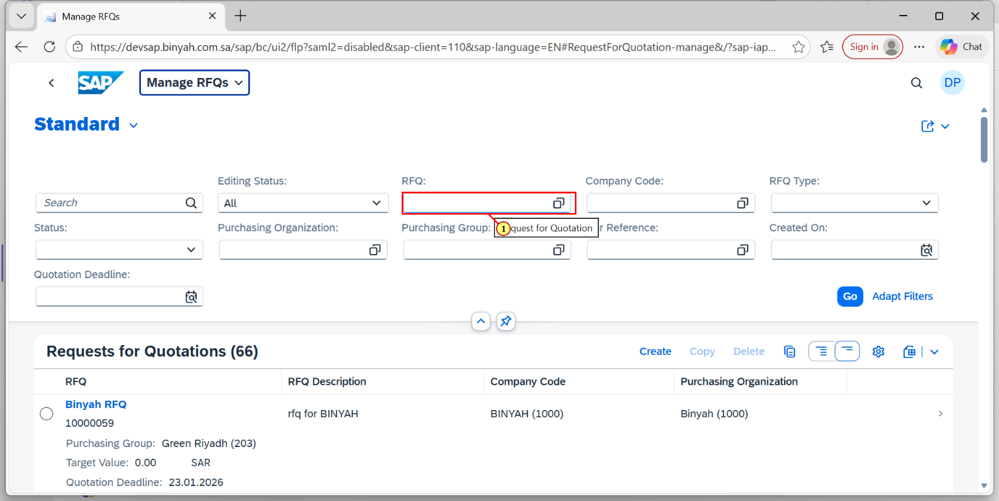 Manage RFQs
https://devsap.binyah.com.sa/sap/bc/ui2/flp?saml2=disabled&sap-client=110&sap-language=EN#RequestForQuotation-manage&/?sap-iap...
Sign in
Chat
SAP
Manage RFQs
DP
Standard
Editing Status:
RFQ:
Company Code:
RFQ Type:
Search
All
Status:
Purchasing Organization:
Purchasing Group:
1
quest for Quotation
r Reference:
Created On:
Quotation Deadline:
Go
Adapt Filters
Requests for Quotations (66)
Create
Copy
Delete
RFQ
RFQ Description
Company Code
Purchasing Organization
Binyah RFQ
10000059
rfq for BINYAH
BINYAH (1000)
Binyah (1000)
Purchasing Group: Green Riyadh (203)
Target Value: 0.00 SAR
Quotation Deadline: 23.01.2026